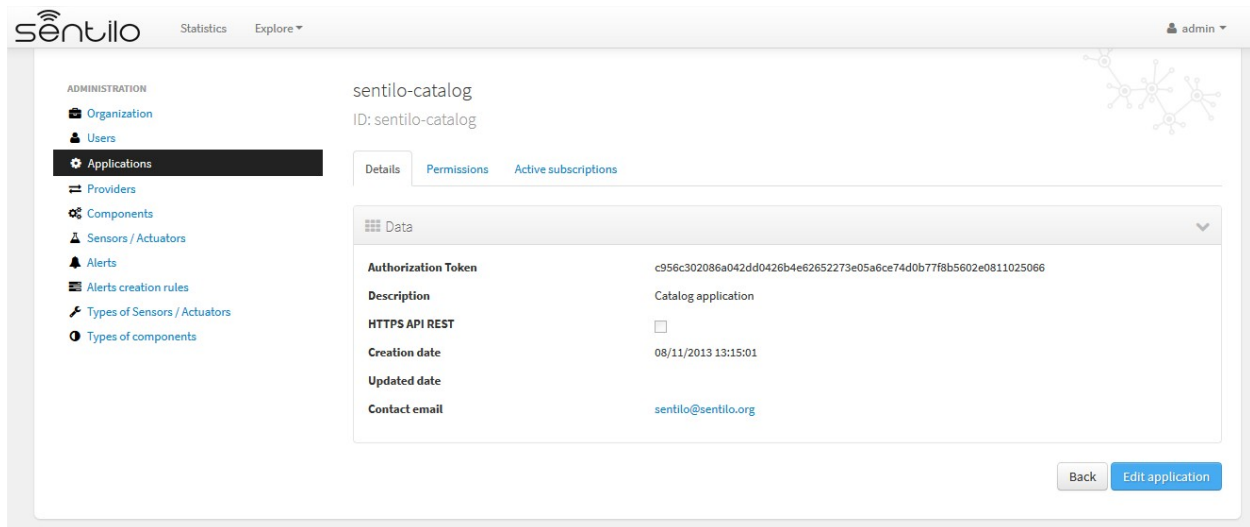 sentilo
Statistics
Explore
admin
ADMINISTRATION
Organization
Users
Applications
Providers
Components
Sensors / Actuators
Alerts
Alerts creation rules
Types of Sensors / Actuators
Types of components
sentilo-catalog
ID: sentilo-catalog
Details
Permissions
Active subscriptions
Data
Authorization Token c956c302086a042dd0426b4e62652273e05a6ce74d0b77f8b5602e0811025066
Description Catalog application
HTTPS API REST
Creation date 08/11/2013 13:15:01
Updated date
Contact email sentilo@sentilo.org
Back
Edit application